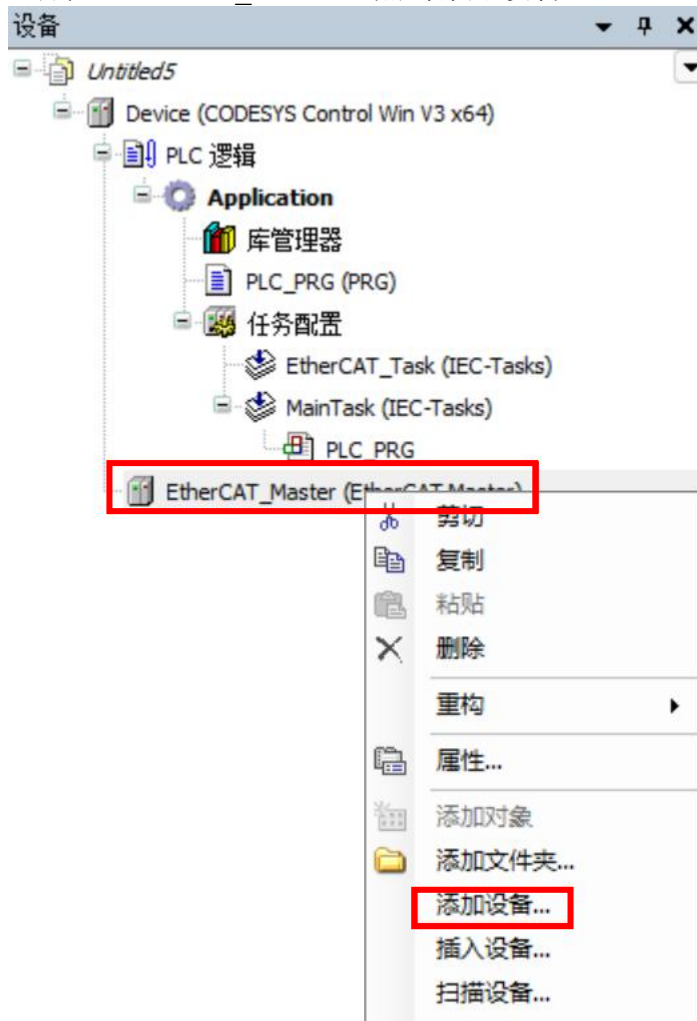 设备
Untitled5
Device (CODESYS Control Win V3 x64)
PLC 逻辑
Application
库管理器
PLC_PRG (PRG)
任务配置
EtherCAT_Task (IEC-Tasks)
MainTask (IEC-Tasks)
PLC_PRG
EtherCAT_Master (EtherCAT Master)
剪切
复制
粘贴
删除
重构
属性...
添加对象
添加文件夹...
添加设备...
插入设备...
扫描设备...